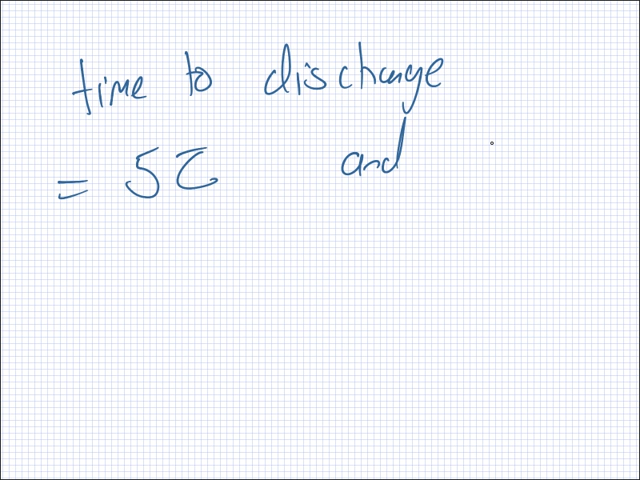 time to discharge
= 5τ and